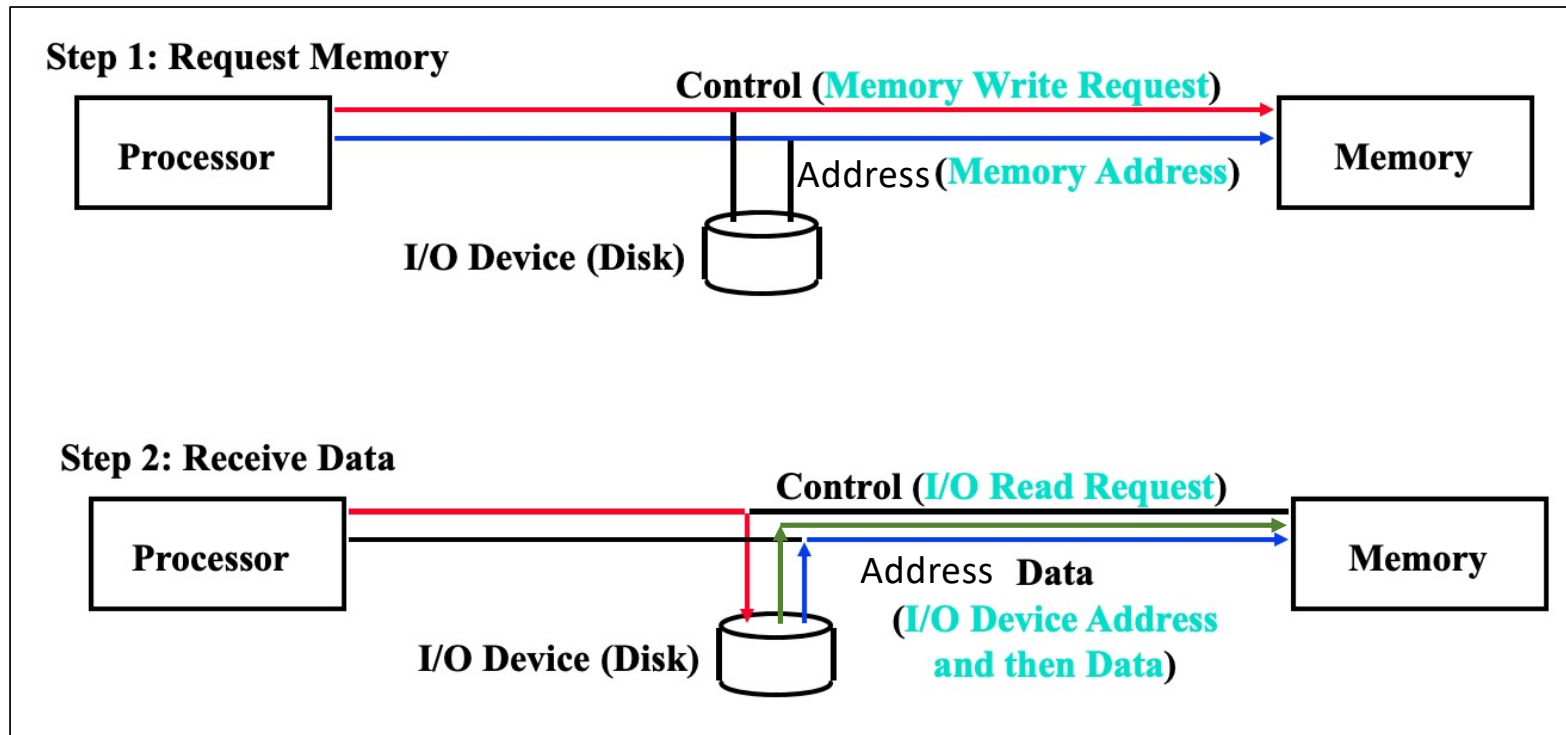 Step 1: Request Memory
Control (Memory Write Request)
Processor
Memory
Address (Memory Address)
I/O Device (Disk)
Step 2: Receive Data
Control (I/O Read Request)
Processor
Memory
Address Data
(I/O Device Address
and then Data)
I/O Device (Disk)